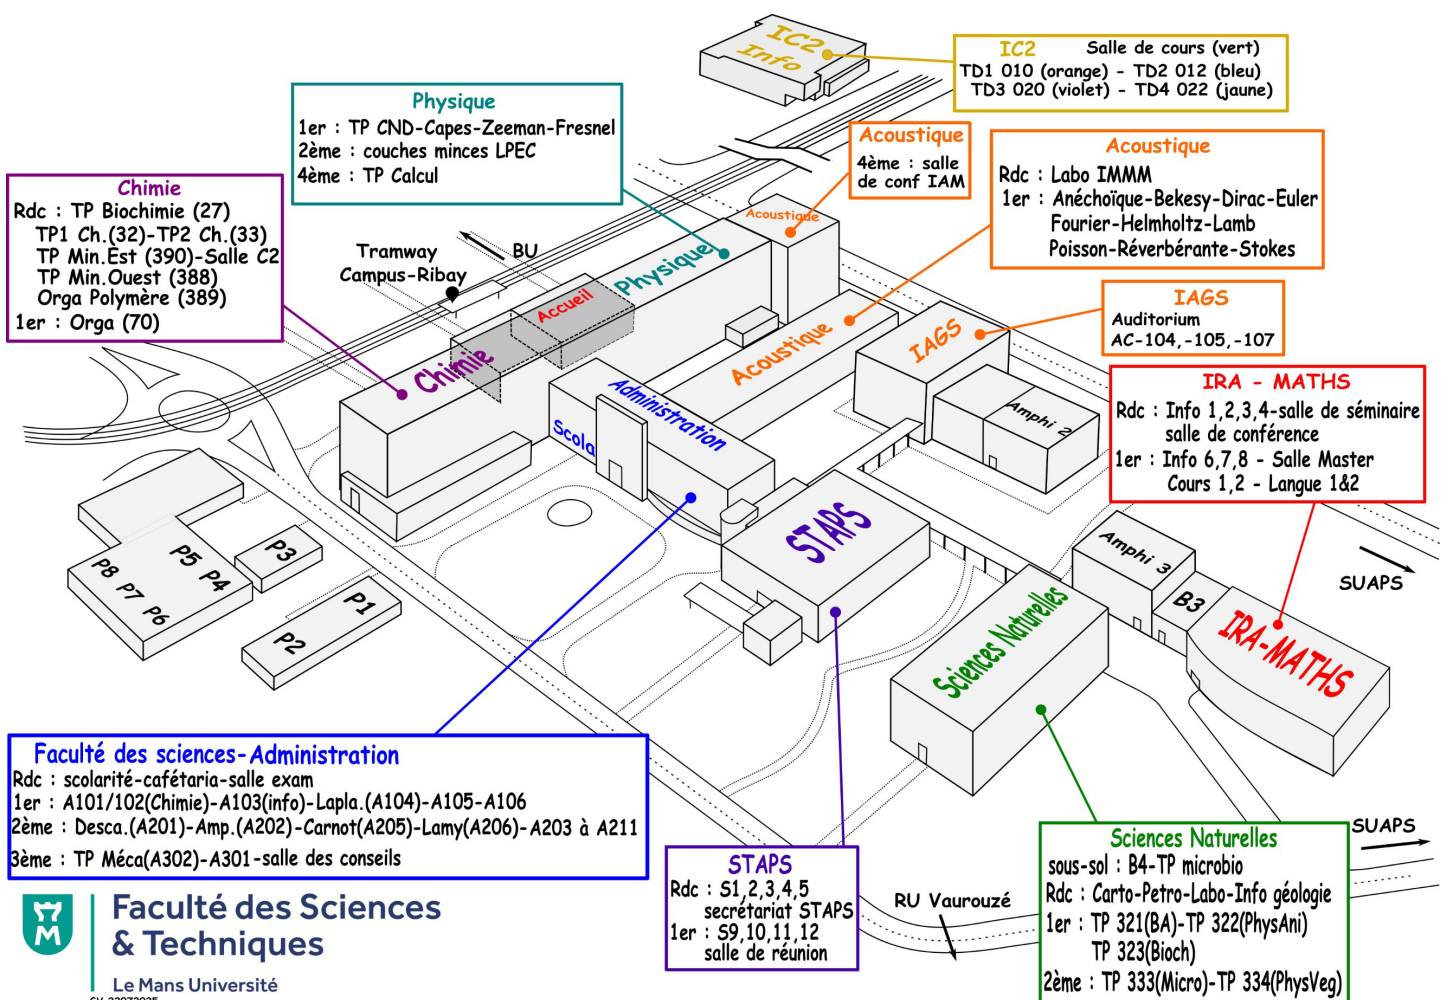 IC2
Info
IC2 Salle de cours (vert)
TD1 010 (orange) - TD2 012 (bleu)
TD3 020 (violet) - TD4 022 (jaune)
Physique
1er : TP CND-Capes-Zeeman-Fresnel
2ème : couches minces LPEC
4ème : TP Calcul
Acoustique
4ème : salle
de conf IAM
Acoustique
Rdc : Labo IMMM
1er : Anéchoïque-Bekesy-Dirac-Euler
Fourier-Helmholtz-Lamb
Poisson-Réverbérante-Stokes
Chimie
Rdc : TP Biochimie (27)
TP1 Ch.(32)-TP2 Ch.(33)
TP Min.Est (390)-Salle C2
TP Min.Ouest (388)
Orga Polymère (389)
1er : Orga (70)
Tramway
Campus-Ribay
BU
Acoustique
Physique
Accueil
Chimie
Acoustique
IAGS
IAGS
Auditorium
AC-104,-105,-107
Administration
Scola
Amphi 2
IRA - MATHS
Rdc : Info 1,2,3,4-salle de séminaire
salle de conférence
1er : Info 6,7,8 - Salle Master
Cours 1,2 - Langue 1&2
STAPS
Amphi 3
B3
SUAPS
IRA-MATHS
Sciences Naturelles
P3
P5 P4
P8 P7 P6
P1
P2
Faculté des sciences-Administration
Rdc : scolarité-cafétaria-salle exam
1er : A101/102(Chimie)-A103(info)-Lapla.(A104)-A105-A106
2ème : Desca.(A201)-Amp.(A202)-Carnot(A205)-Lamy(A206)-A203 à A211
3ème : TP Méca(A302)-A301-salle des conseils
STAPS
Rdc : S1,2,3,4,5
secrétariat STAPS
1er : S9,10,11,12
salle de réunion
RU Vaurouzé
SUAPS
Sciences Naturelles
sous-sol : B4-TP microbio
Rdc : Carto-Petro-Labo-Info géologie
1er : TP 321(BA)-TP 322(PhysAni)
TP 323(Bioch)
2ème : TP 333(Micro)-TP 334(PhysVeg)
Faculté des Sciences
& Techniques
Le Mans Université